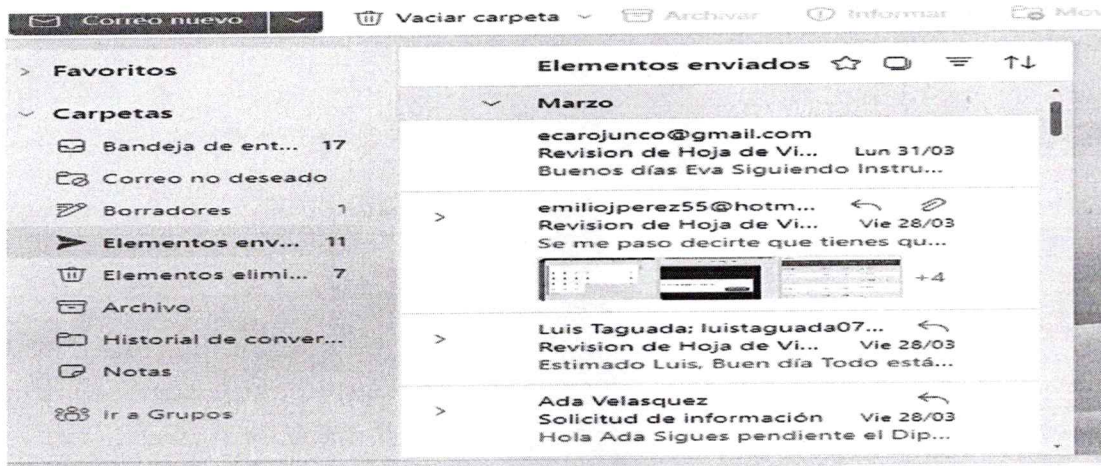 Correo nuevo Vaciar carpeta Archivar Informar Mov
Favoritos
Carpetas
Bandeja de ent... 17
Correo no deseado
Borradores 1
Elementos env... 11
Elementos elimi... 7
Archivo
Historial de conver...
Notas
Ir a Grupos
Elementos enviados
Marzo
ecarojunco@gmail.com
Revision de Hoja de Vi... Lun 31/03
Buenos días Eva Siguiendo Instru...
emiliojperez55@hotm...
Revision de Hoja de Vi... Vie 28/03
Se me paso decirte que tienes qu...
+4
Luis Taguada; luistaguada07...
Revision de Hoja de Vi... Vie 28/03
Estimado Luis, Buen día Todo está...
Ada Velasquez
Solicitud de información Vie 28/03
Hola Ada Sigues pendiente el Dip...